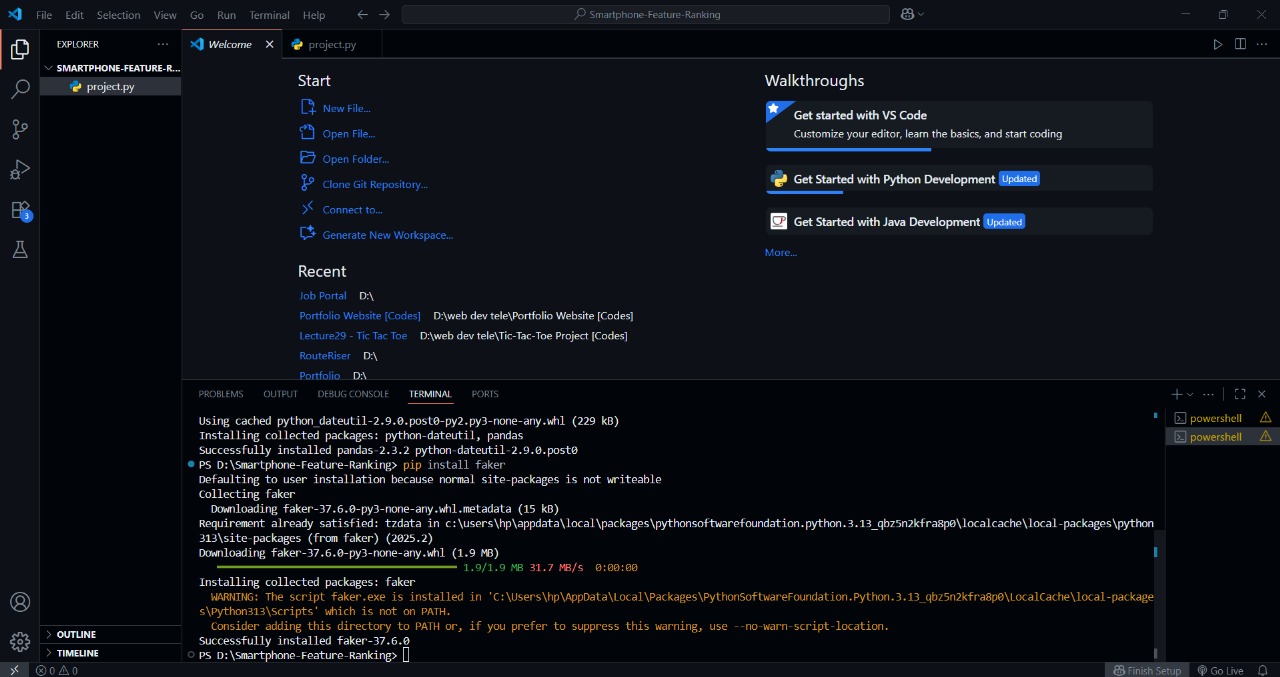 File Edit Selection View Go Run Terminal Help
Smartphone-Feature-Ranking
EXPLORER
Welcome
project.py
SMARTPHONE-FEATURE-R...
project.py
3
OUTLINE
TIMELINE
Start
New File...
Open File...
Open Folder...
Clone Git Repository...
Connect to...
Generate New Workspace...
Recent
Job Portal D:\
Portfolio Website [Codes] D:\web dev tele\Portfolio Website [Codes]
Lecture29 - Tic Tac Toe D:\web dev tele\Tic-Tac-Toe Project [Codes]
RouteRiser D:\
Portfolio D:\
Walkthroughs
Get started with VS Code
Customize your editor, learn the basics, and start coding
Get Started with Python Development Updated
Get Started with Java Development Updated
More...
PROBLEMS OUTPUT DEBUG CONSOLE TERMINAL PORTS
Using cached python_dateutil-2.9.0.post0-py2.py3-none-any.whl (229 kB)
Installing collected packages: python-dateutil, pandas
Successfully installed pandas-2.3.2 python-dateutil-2.9.0.post0
PS D:\Smartphone-Feature-Ranking> pip install faker
Defaulting to user installation because normal site-packages is not writeable
Collecting faker
Downloading faker-37.6.0-py3-none-any.whl.metadata (15 kB)
Requirement already satisfied: tzdata in c:\users\hp\appdata\local\packages\pythonsoftwarefoundation.python.3.13_qbz5n2kfra8p0\localcache\local-packages\python
313\site-packages (from faker) (2025.2)
Downloading faker-37.6.0-py3-none-any.whl (1.9 MB)
1.9/1.9 MB 31.7 MB/s 0:00:00
Installing collected packages: faker
WARNING: The script faker.exe is installed in 'C:\Users\hp\AppData\Local\Packages\PythonSoftwareFoundation.Python.3.13_qbz5n2kfra8p0\LocalCache\local-package
s\Python313\Scripts' which is not on PATH.
Consider adding this directory to PATH or, if you prefer to suppress this warning, use --no-warn-script-location.
Successfully installed faker-37.6.0
PS D:\Smartphone-Feature-Ranking>
powershell
powershell
0 0
Finish Setup
Go Live